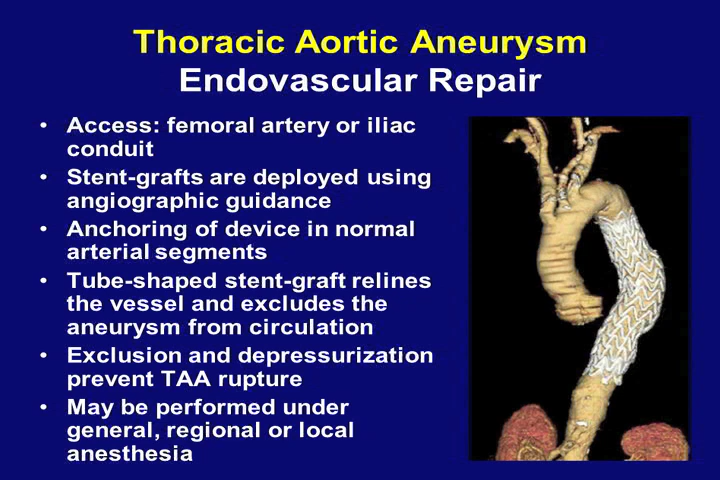 Thoracic Aortic Aneurysm
Endovascular Repair
• Access: femoral artery or iliac
conduit
• Stent-grafts are deployed using
angiographic guidance
• Anchoring of device in normal
arterial segments
• Tube-shaped stent-graft relines
the vessel and excludes the
aneurysm from circulation
• Exclusion and depressurization
prevent TAA rupture
• May be performed under
general, regional or local
anesthesia